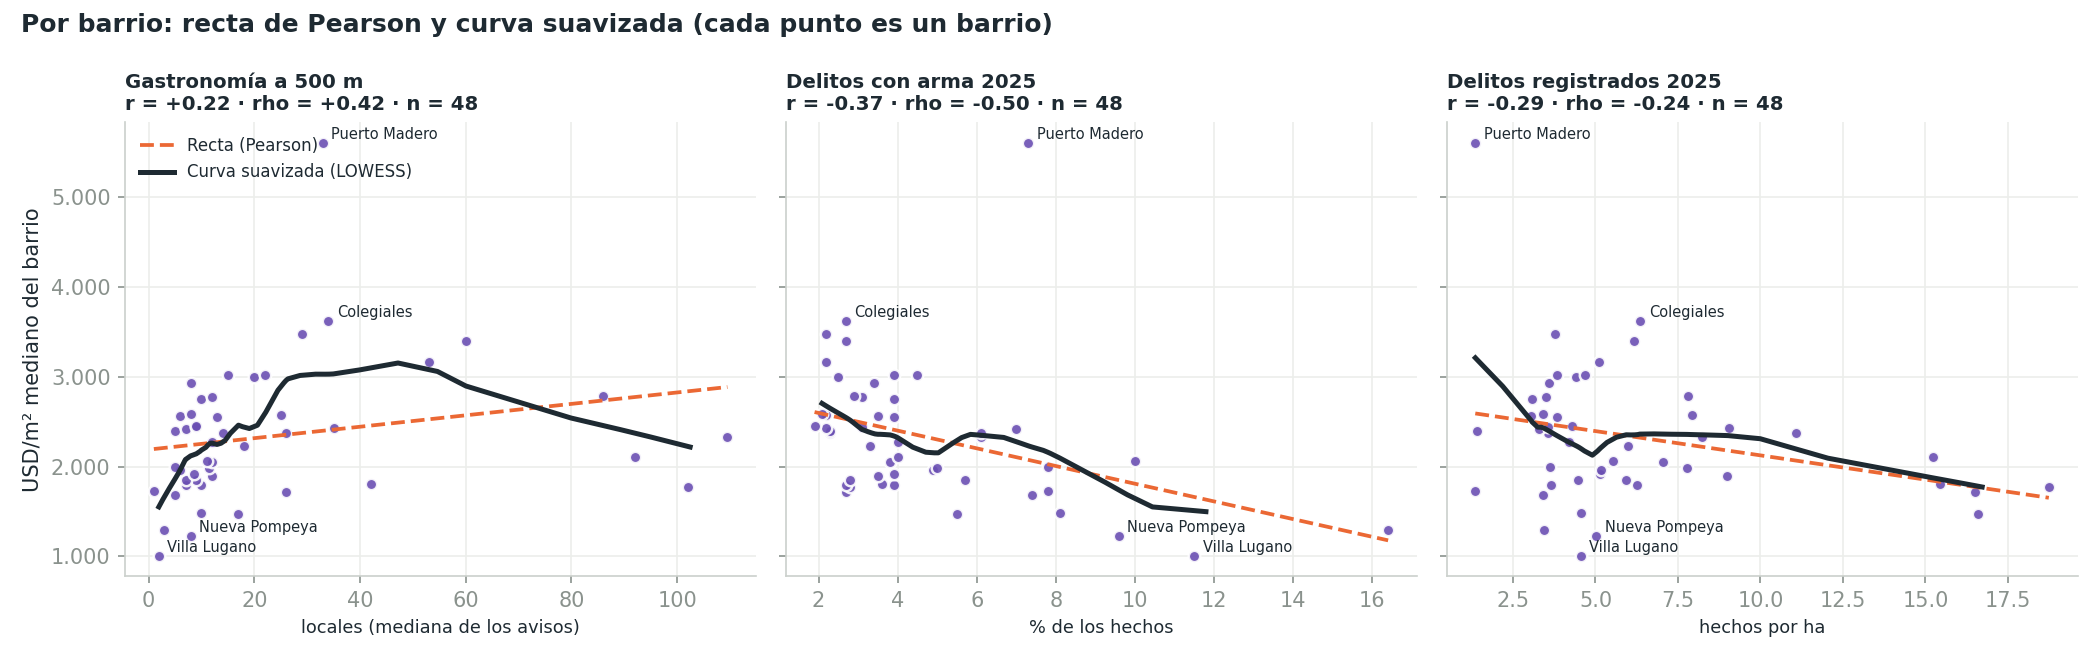 Por barrio: recta de Pearson y curva suavizada (cada punto es un barrio)
Gastronomía a 500 m
r = +0.22 · rho = +0.42 · n = 48
Delitos con arma 2025
r = -0.37 · rho = -0.50 · n = 48
Delitos registrados 2025
r = -0.29 · rho = -0.24 · n = 48
USD/m² mediano del barrio
5.000
4.000
3.000
2.000
1.000
Recta (Pearson)
Curva suavizada (LOWESS)
Puerto Madero
Colegiales
Nueva Pompeya
Villa Lugano
0 20 40 60 80 100
locales (mediana de los avisos)
Puerto Madero
Colegiales
Nueva Pompeya
Villa Lugano
2 4 6 8 10 12 14 16
% de los hechos
Puerto Madero
Colegiales
Nueva Pompeya
Villa Lugano
2.5 5.0 7.5 10.0 12.5 15.0 17.5
hechos por ha